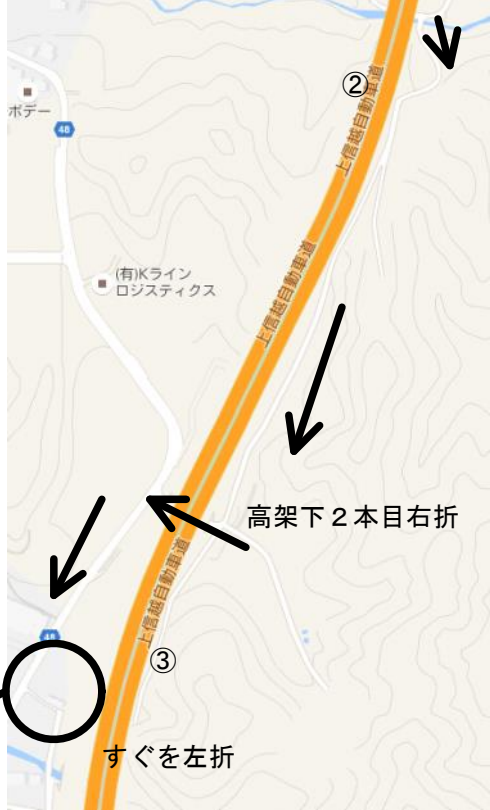 ②
上信越自動車道
ボデー
48
上信越自動車道
(有)Kライン
ロジスティクス
高架下２本目右折
上信越自動車道
48
③
すぐを左折